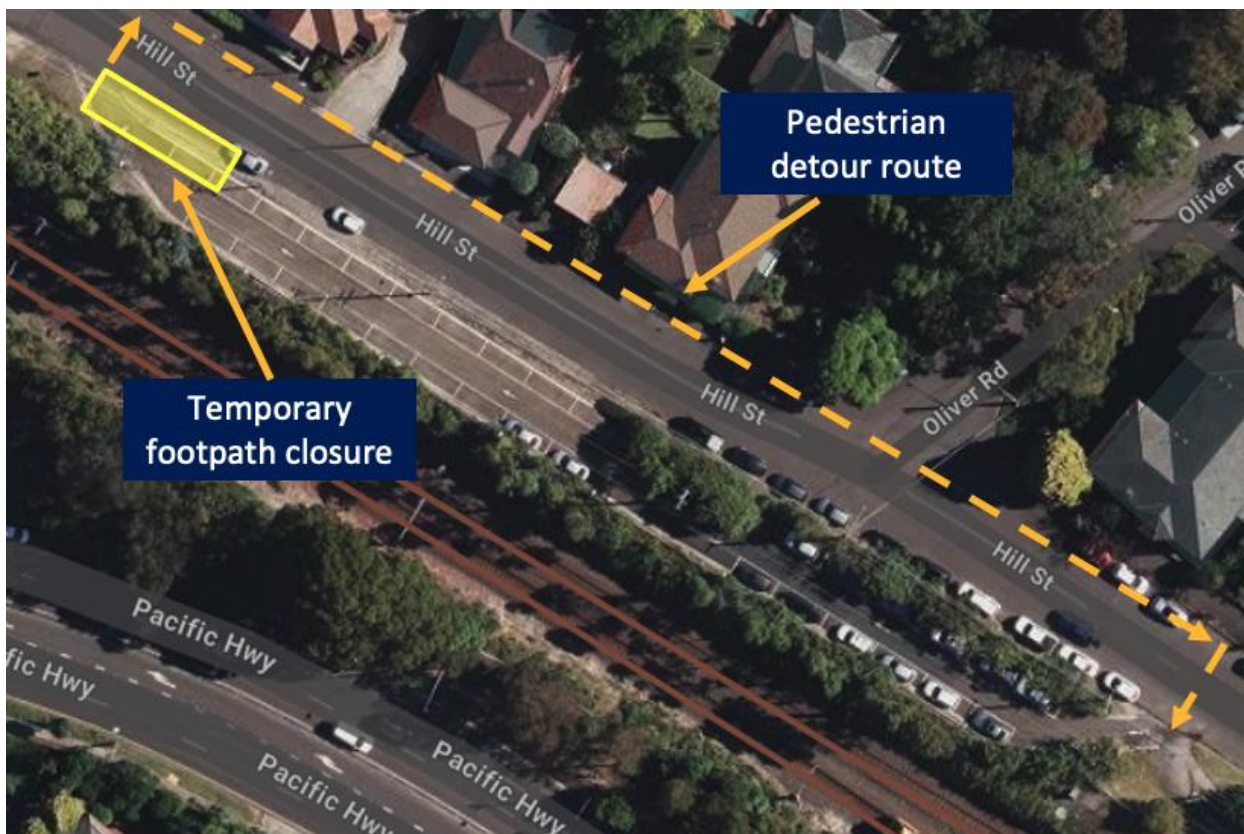 Hill St
Pedestrian
detour route
Oliver Rd
Hill St
Temporary
footpath closure
Hill St
Oliver Rd
Hill St
Pacific Hwy
fic Hwy
Pacific Hwy
Pacific Hwy